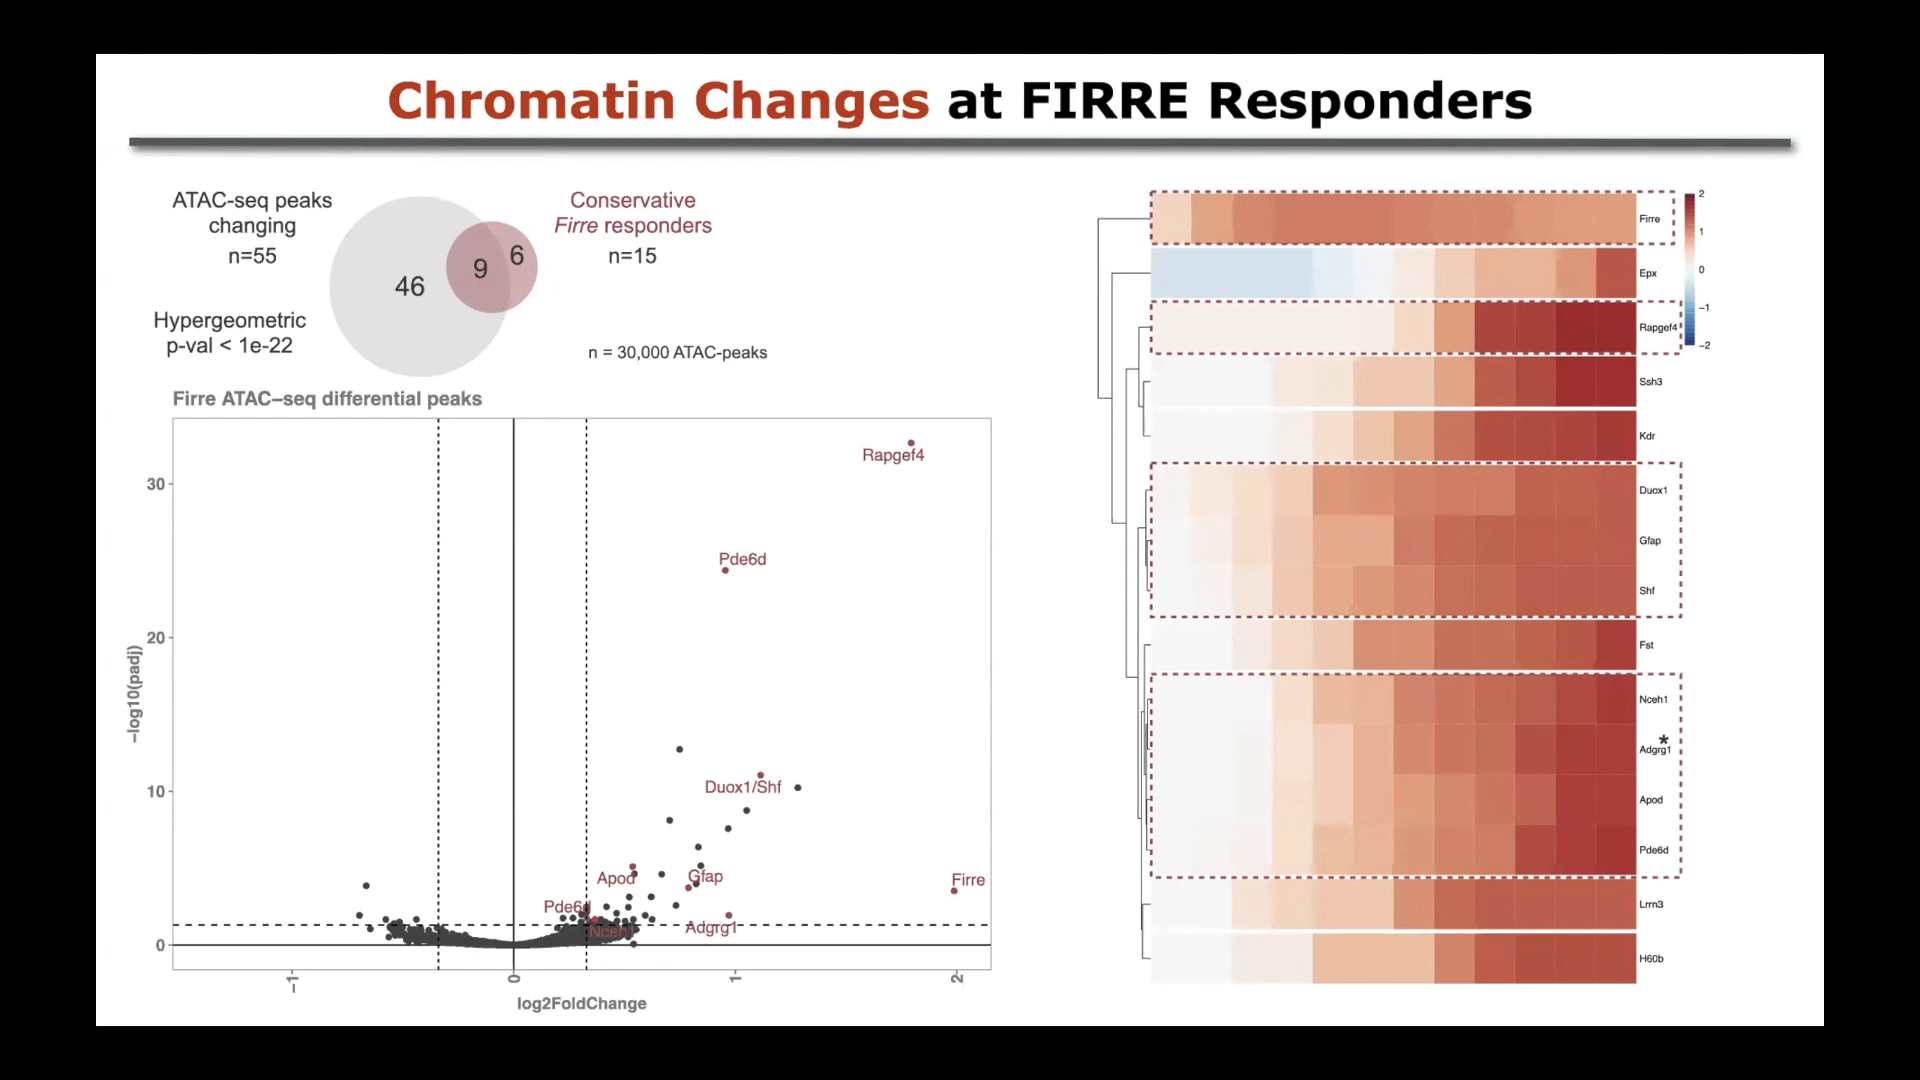 Chromatin Changes at FIRRE Responders
ATAC-seq peaks
changing
n=55
Conservative
Firre responders
n=15
46
9
6
Hypergeometric
p-val < 1e-22
n = 30,000 ATAC-peaks
Firre ATAC–seq differential peaks
–log10(padj)
30
20
10
0
Rapgef4
Pde6d
Duox1/Shf
Apod
Gfap
Firre
Pde6d
Nceh1
Adgrg1
–1
0
1
2
log2FoldChange
Firre
Epx
Rapgef4
Ssh3
Kdr
Duox1
Gfap
Shf
Fst
Nceh1
*
Adgrg1
Apod
Pde6d
Lrrn3
H60b
2
1
0
–1
–2